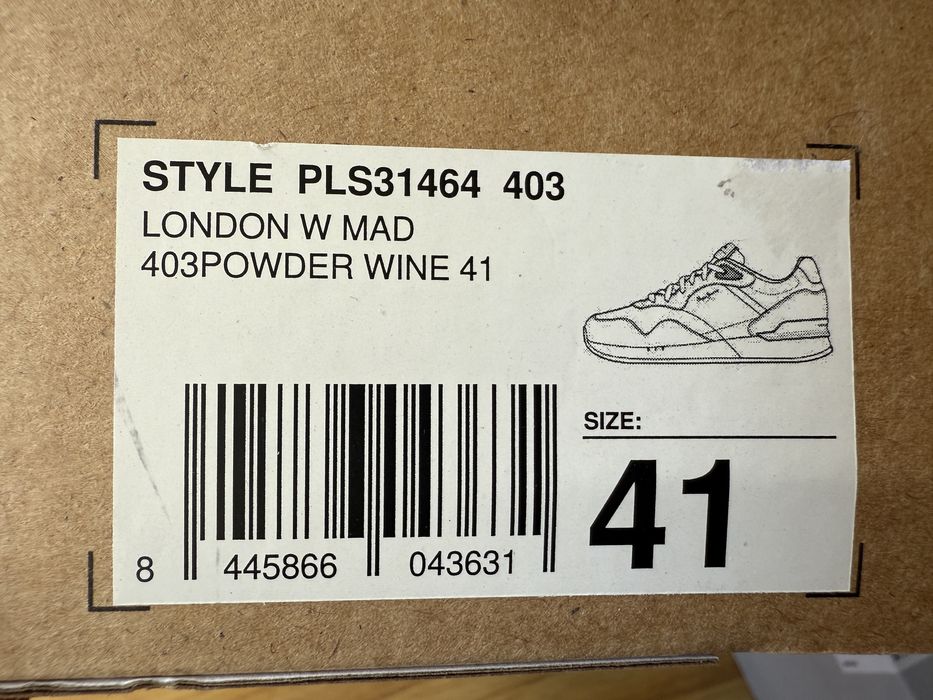 STYLE PLS31464 403
LONDON W MAD
403POWDER WINE 41
SIZE:
41
8 445866 043631